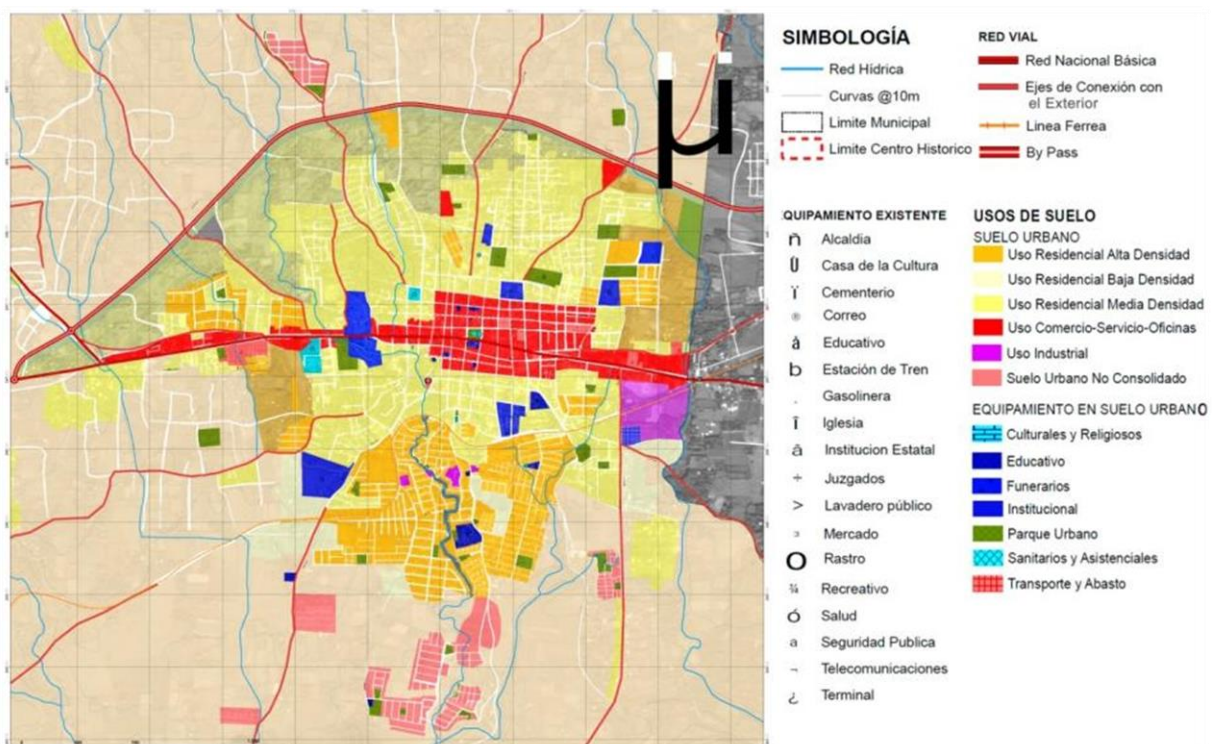 µ̈
SIMBOLOGÍA
Red Hídrica
Curvas @10m
Limite Municipal
Limite Centro Historico
RED VIAL
Red Nacional Básica
Ejes de Conexión con
el Exterior
Linea Ferrea
By Pass
QUIPAMIENTO EXISTENTE
ñ Alcaldia
Û Casa de la Cultura
Ï Cementerio
® Correo
å Educativo
b Estación de Tren
. Gasolinera
Î Iglesia
â Institucion Estatal
÷ Juzgados
> Lavadero público
³ Mercado
O Rastro
¾ Recreativo
Ó Salud
a Seguridad Publica
¬ Telecomunicaciones
¿ Terminal
USOS DE SUELO
SUELO URBANO
Uso Residencial Alta Densidad
Uso Residencial Baja Densidad
Uso Residencial Media Densidad
Uso Comercio-Servicio-Oficinas
Uso Industrial
Suelo Urbano No Consolidado
EQUIPAMIENTO EN SUELO URBANO
Culturales y Religiosos
Educativo
Funerarios
Institucional
Parque Urbano
Sanitarios y Asistenciales
Transporte y Abasto